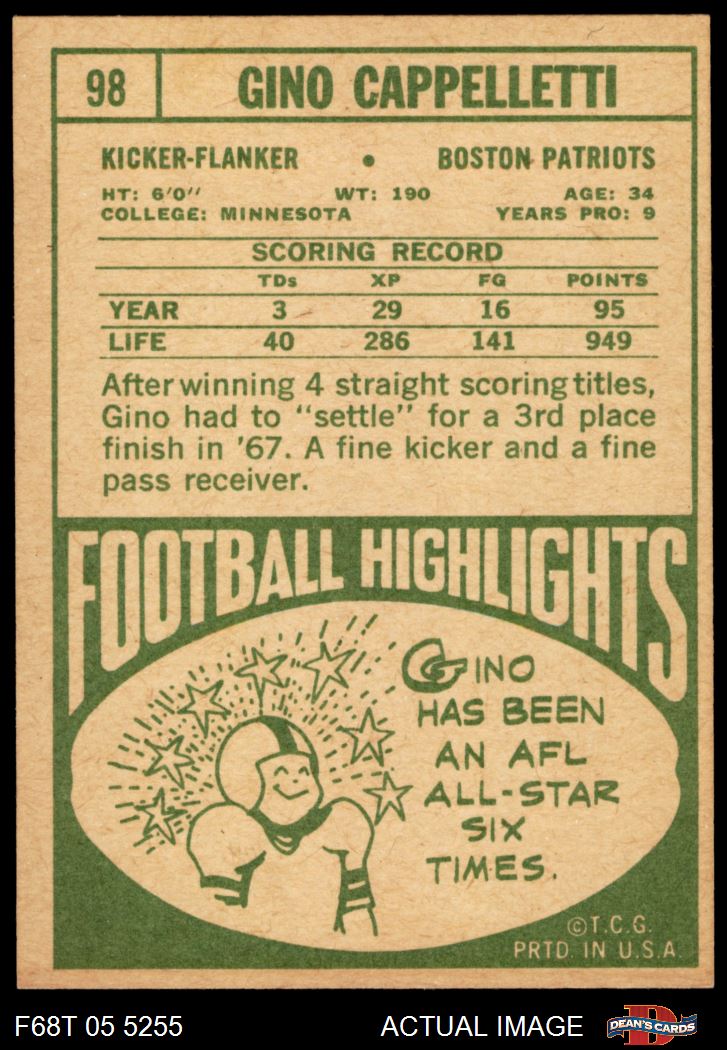 98 GINO CAPPELLETTI
KICKER-FLANKER • BOSTON PATRIOTS
HT: 6'0" WT: 190 AGE: 34
COLLEGE: MINNESOTA YEARS PRO: 9
SCORING RECORD
TDs XP FG POINTS
YEAR 3 29 16 95
LIFE 40 286 141 949
After winning 4 straight scoring titles,
Gino had to "settle" for a 3rd place
finish in '67. A fine kicker and a fine
pass receiver.
FOOTBALL HIGHLIGHTS
GINO
HAS BEEN
AN AFL
ALL-STAR
SIX
TIMES.
©T.C.G.
PRTD. IN U.S.A.
F68T 05 5255 ACTUAL IMAGE DEAN'S CARDS